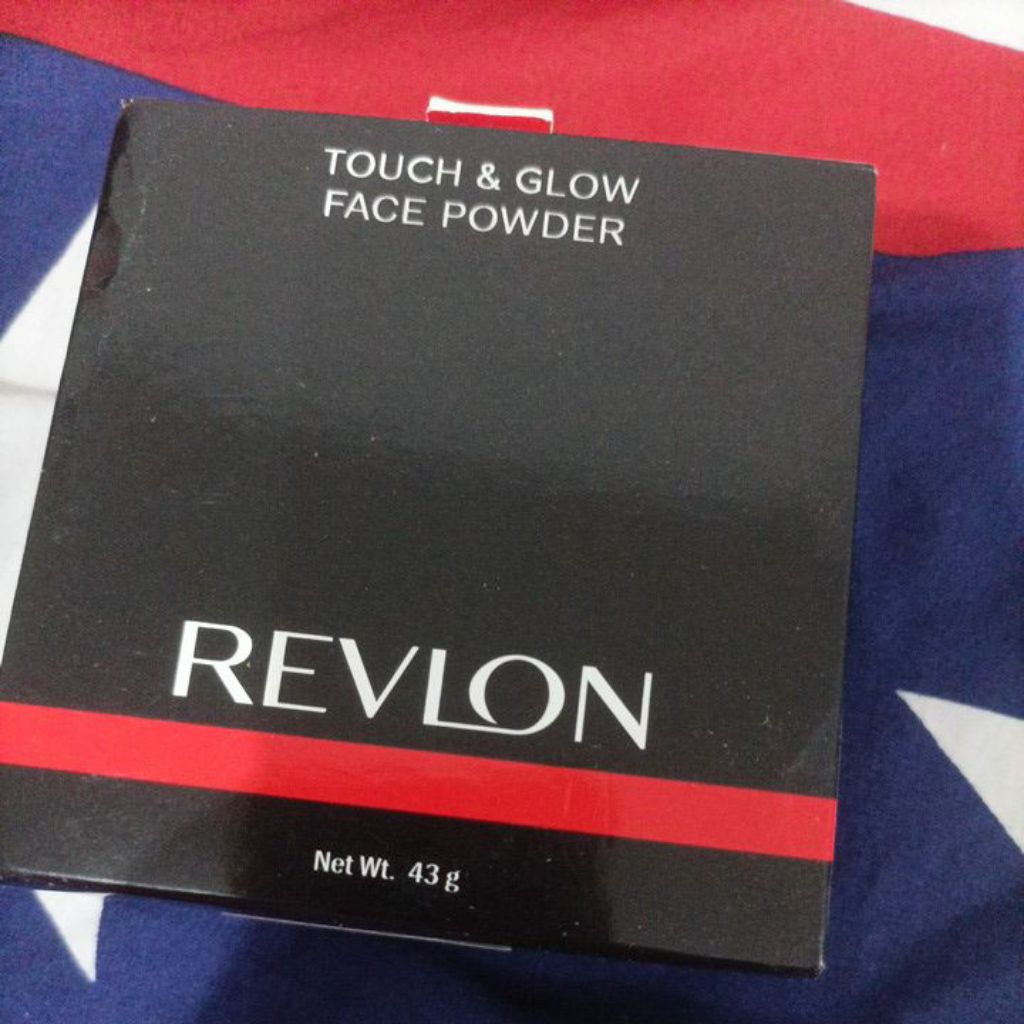 TOUCH & GLOW
FACE POWDER
REVLON
Net Wt. 43 g